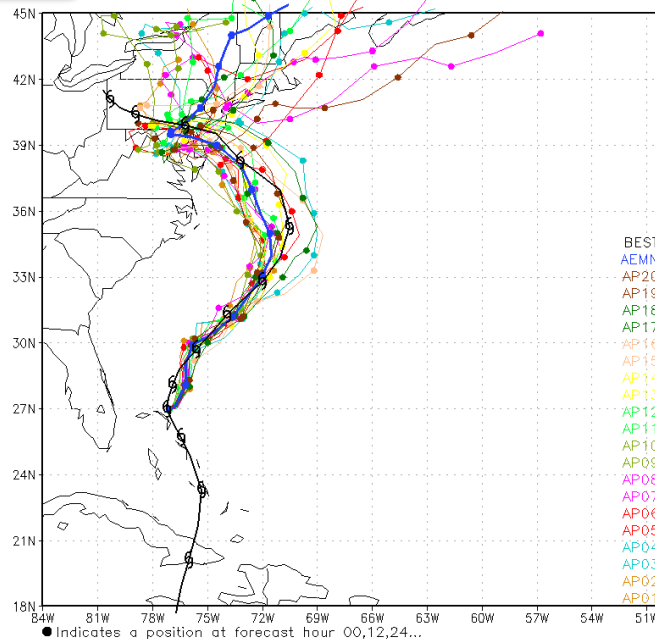 45N
42N
39N
36N
33N
30N
27N
24N
21N
18N
84W 81W 78W 75W 72W 69W 66W 63W 60W 57W 54W 51W
BEST
AEMN
AP20
AP19
AP18
AP17
AP16
AP15
AP14
AP13
AP12
AP11
AP10
AP09
AP08
AP07
AP06
AP05
AP04
AP03
AP02
AP01
Indicates a position at forecast hour 00,12,24...